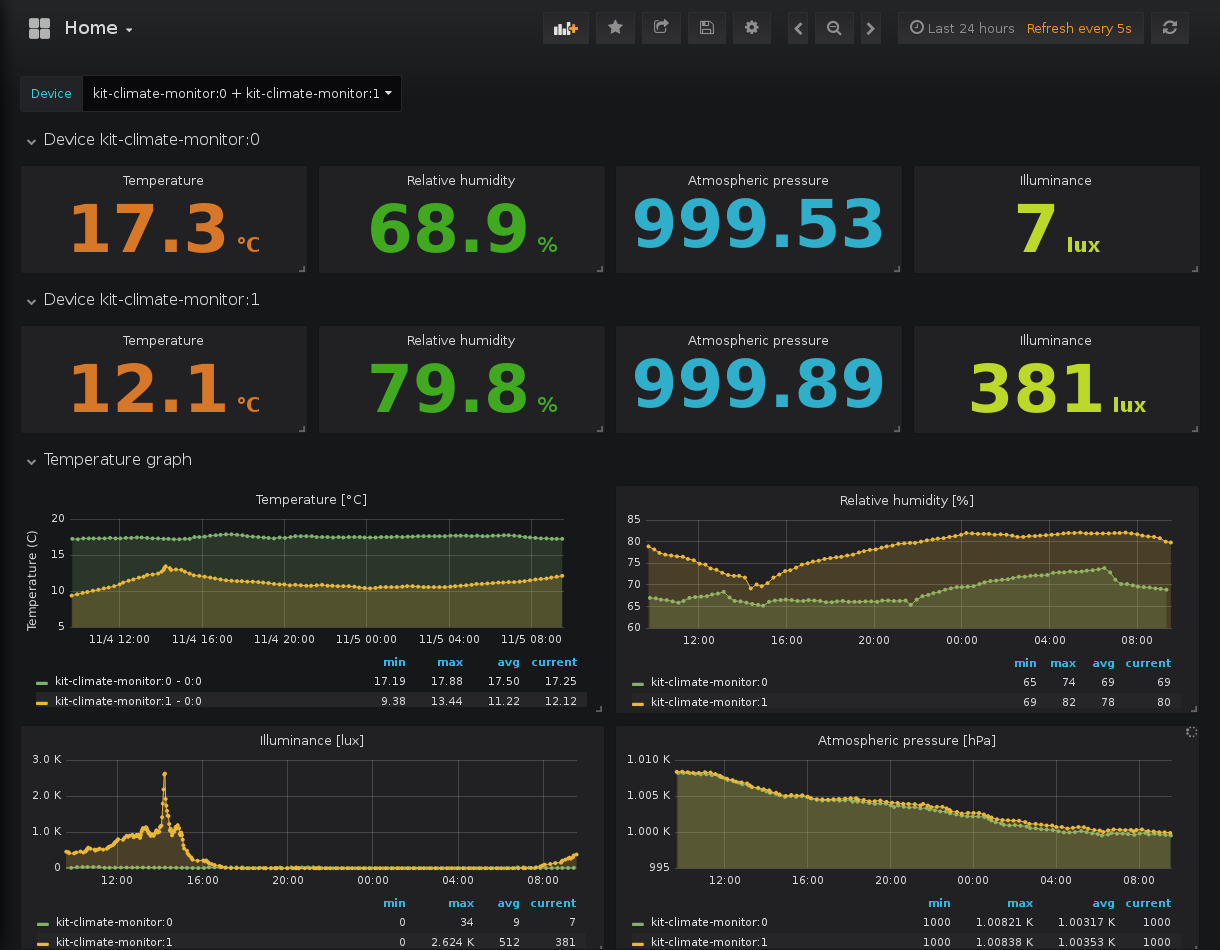 Home
Last 24 hours Refresh every 5s
Device kit-climate-monitor:0 + kit-climate-monitor:1
Device kit-climate-monitor:0
Temperature Relative humidity Atmospheric pressure Illuminance
17.3 °C 68.9 % 999.53 7 lux
Device kit-climate-monitor:1
Temperature Relative humidity Atmospheric pressure Illuminance
12.1 °C 79.8 % 999.89 381 lux
Temperature graph
Temperature [°C]
Temperature (C)
20
15
10
5
11/4 12:00 11/4 16:00 11/4 20:00 11/5 00:00 11/5 04:00 11/5 08:00
min max avg current
kit-climate-monitor:0 - 0:0 17.19 17.88 17.50 17.25
kit-climate-monitor:1 - 0:0 9.38 13.44 11.22 12.12
Relative humidity [%]
85
80
75
70
65
60
12:00 16:00 20:00 00:00 04:00 08:00
min max avg current
kit-climate-monitor:0 65 74 69 69
kit-climate-monitor:1 69 82 78 80
Illuminance [lux]
3.0 K
2.0 K
1.0 K
0
12:00 16:00 20:00 00:00 04:00 08:00
min max avg current
kit-climate-monitor:0 0 34 9 7
kit-climate-monitor:1 0 2.624 K 512 381
Atmospheric pressure [hPa]
1.010 K
1.005 K
1.000 K
995
12:00 16:00 20:00 00:00 04:00 08:00
min max avg current
kit-climate-monitor:0 1000 1.00821 K 1.00317 K 1000
kit-climate-monitor:1 1000 1.00838 K 1.00353 K 1000